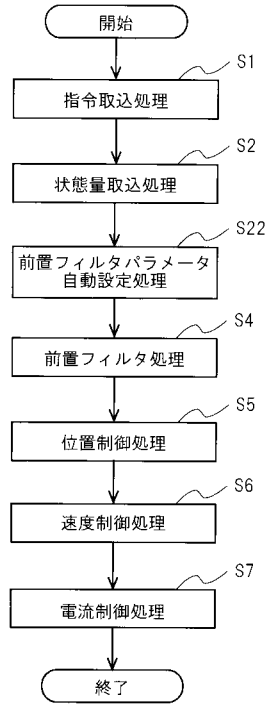 開始
S1
指令取込処理
S2
状態量取込処理
S22
前置フィルタパラメータ
自動設定処理
S4
前置フィルタ処理
S5
位置制御処理
S6
速度制御処理
S7
電流制御処理
終了